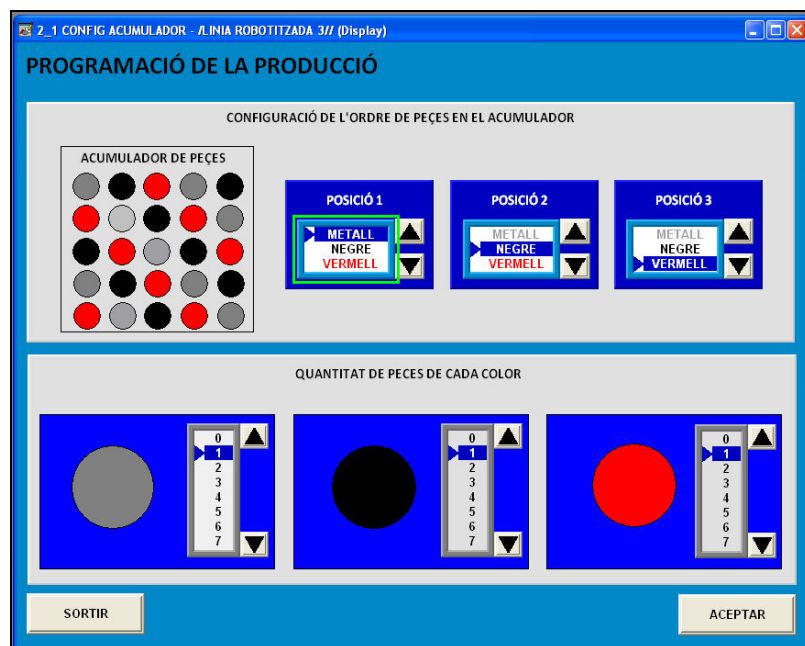 2_1 CONFIG ACUMULADOR - /LINIA ROBOTITZADA 3// (Display)
PROGRAMACIÓ DE LA PRODUCCIÓ
CONFIGURACIÓ DE L'ORDRE DE PEÇES EN EL ACUMULADOR
ACUMULADOR DE PEÇES
POSICIÓ 1
METALL
NEGRE
VERMELL
POSICIÓ 2
METALL
NEGRE
VERMELL
POSICIÓ 3
METALL
NEGRE
VERMELL
QUANTITAT DE PECES DE CADA COLOR
0
1
2
3
4
5
6
7
0
1
2
3
4
5
6
7
0
1
2
3
4
5
6
7
SORTIR
ACEPTAR